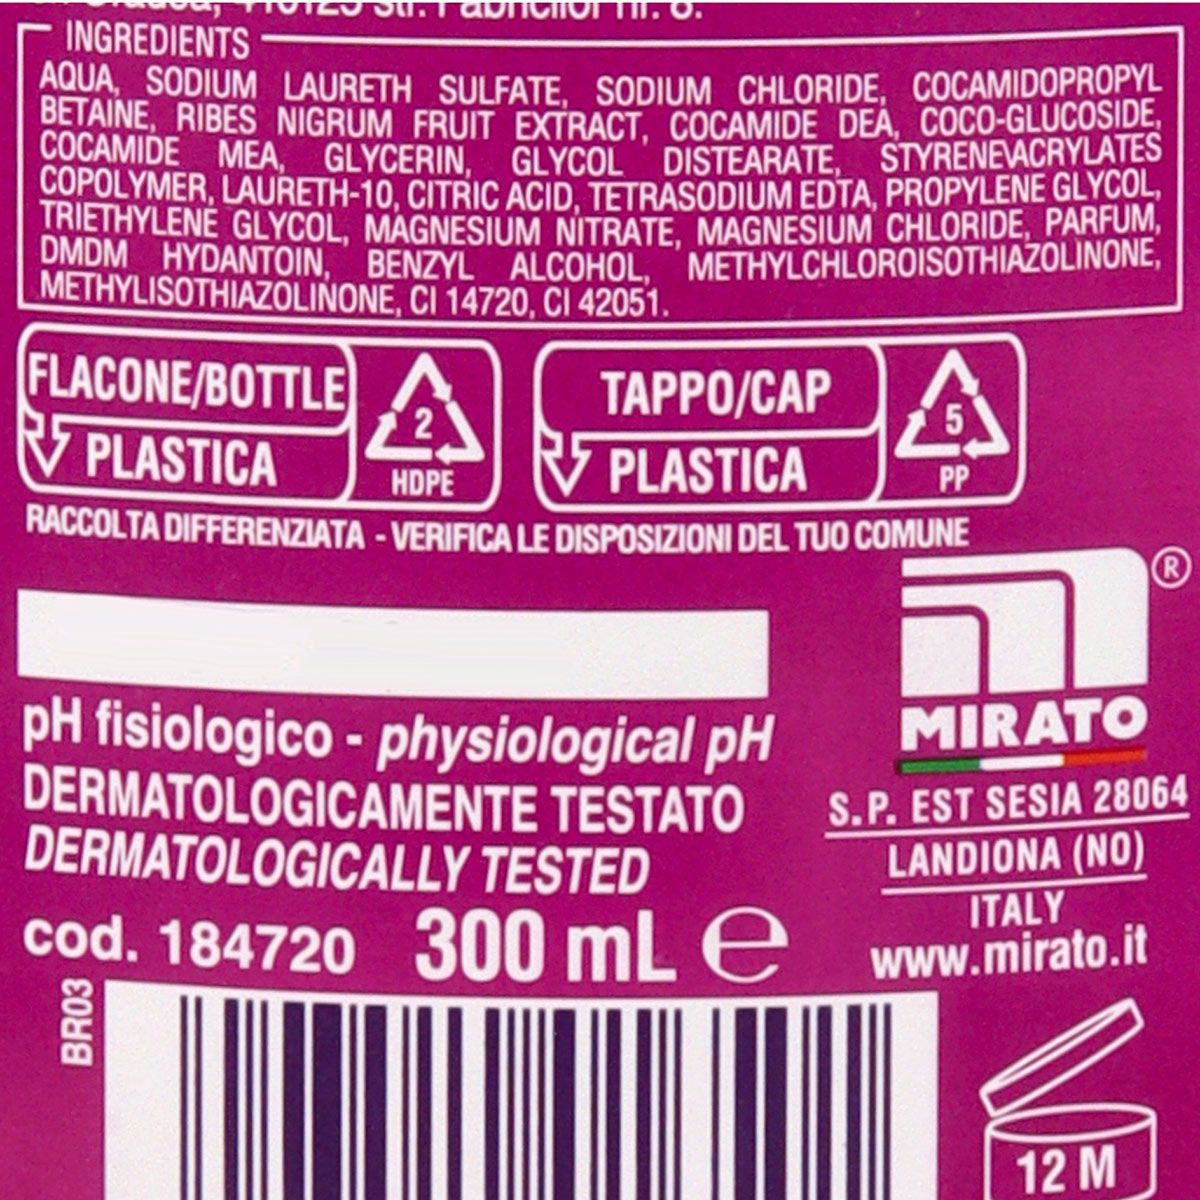 INGREDIENTS
AQUA, SODIUM LAURETH SULFATE, SODIUM CHLORIDE, COCAMIDOPROPYL
BETAINE, RIBES NIGRUM FRUIT EXTRACT, COCAMIDE DEA, COCO-GLUCOSIDE,
COCAMIDE MEA, GLYCERIN, GLYCOL DISTEARATE, STYRENE\ACRYLATES
COPOLYMER, LAURETH-10, CITRIC ACID, TETRASODIUM EDTA, PROPYLENE GLYCOL,
TRIETHYLENE GLYCOL, MAGNESIUM NITRATE, MAGNESIUM CHLORIDE, PARFUM,
DMDM HYDANTOIN, BENZYL ALCOHOL, METHYLCHLOROISOTHIAZOLINONE,
METHYLISOTHIAZOLINONE, CI 14720, CI 42051.
FLACONE/BOTTLE
PLASTICA
2
HDPE
TAPPO/CAP
PLASTICA
5
PP
RACCOLTA DIFFERENZIATA - VERIFICA LE DISPOSIZIONI DEL TUO COMUNE
®
MIRATO
S.P. EST SESIA 28064
LANDIONA (NO)
ITALY
www.mirato.it
pH fisiologico - physiological pH
DERMATOLOGICAMENTE TESTATO
DERMATOLOGICALLY TESTED
cod. 184720 300 mL ℮
BR03
12 M